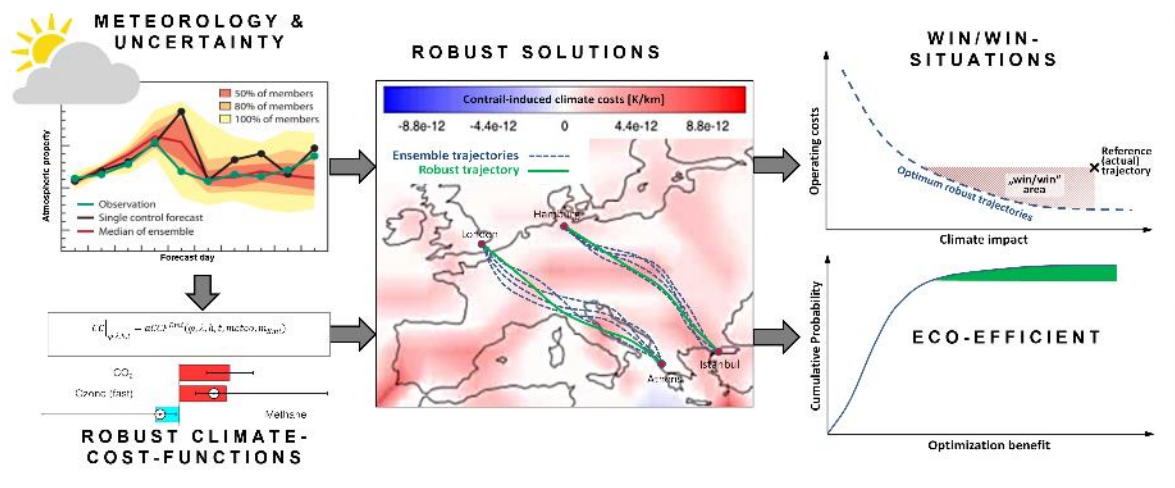 METEOROLOGY &
UNCERTAINTY
50% of members
80% of members
100% of members
Atmospheric property
Observation
Single control forecast
Median of ensemble
Forecast day
CO2
Ozone (fast)
Methane
ROBUST CLIMATE-
COST-FUNCTIONS
ROBUST SOLUTIONS
Contrail-induced climate costs [K/km]
-8.8e-12 -4.4e-12 0 4.4e-12 8.8e-12
Ensemble trajectories
Robust trajectory
Hamburg
London
Istanbul
Athens
WIN/WIN-
SITUATIONS
Operating costs
Reference
(actual)
trajectory
„win/win"
area
Optimum robust trajectories
Climate impact
Cumulative Probability
ECO-EFFICIENT
Optimization benefit